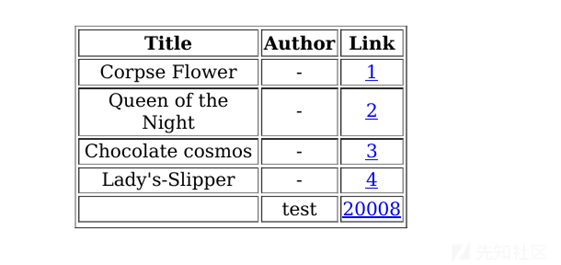 Title Author Link
Corpse Flower - 1
Queen of the
Night - 2
Chocolate cosmos - 3
Lady's-Slipper - 4
test 20008
先知社区